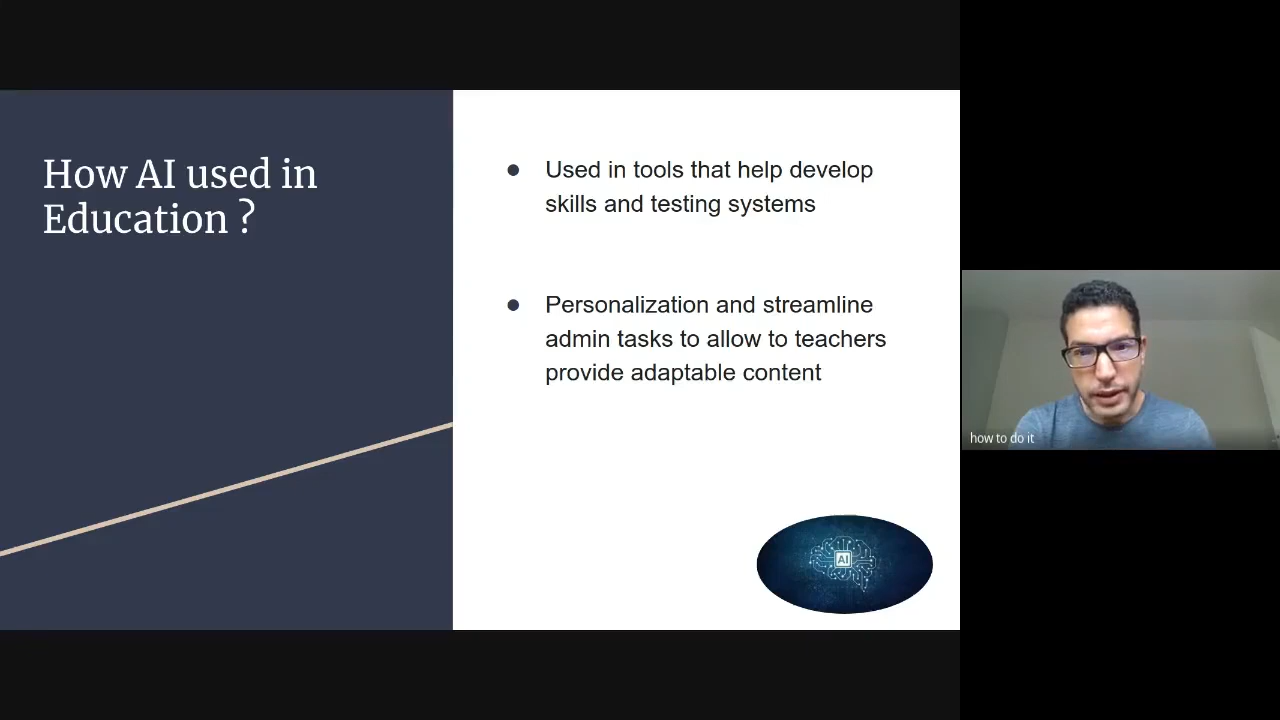 How AI used in
Education ?
Used in tools that help develop
skills and testing systems
Personalization and streamline
admin tasks to allow to teachers
provide adaptable content
AI
how to do it